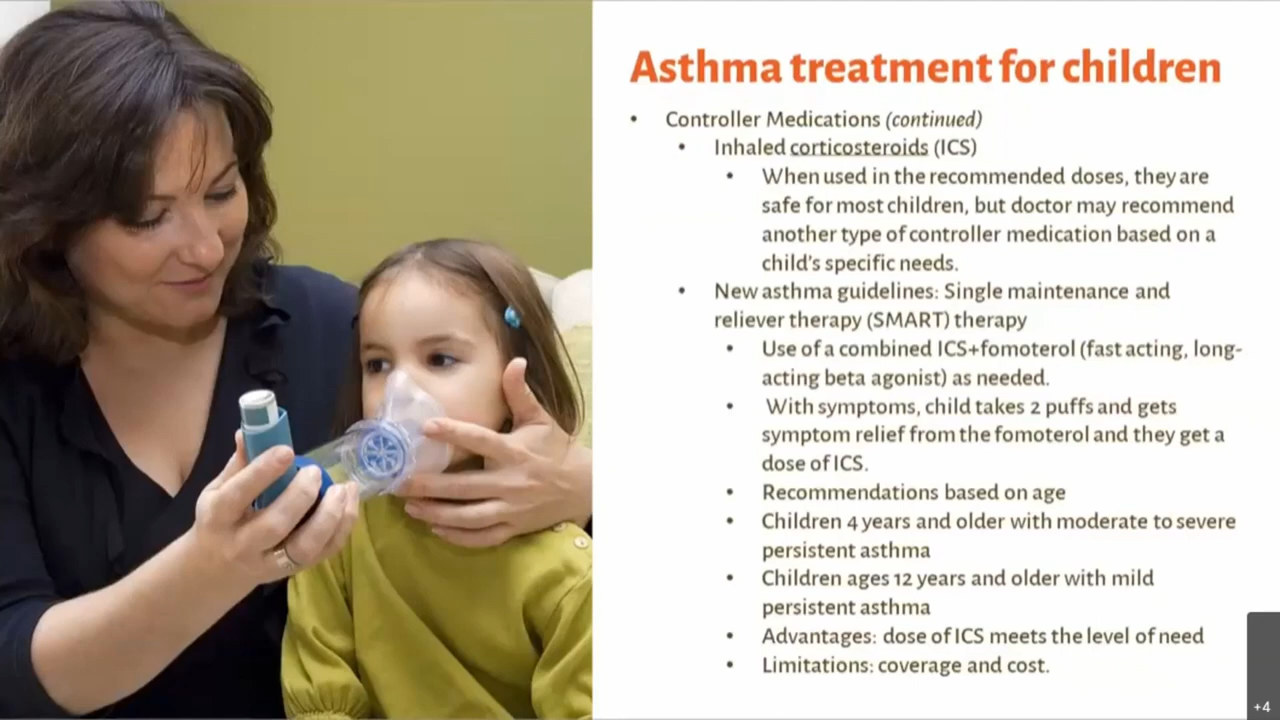 Asthma treatment for children
• Controller Medications (continued)
• Inhaled corticosteroids (ICS)
• When used in the recommended doses, they are
safe for most children, but doctor may recommend
another type of controller medication based on a
child's specific needs.
• New asthma guidelines: Single maintenance and
reliever therapy (SMART) therapy
• Use of a combined ICS+fomoterol (fast acting, long-
acting beta agonist) as needed.
• With symptoms, child takes 2 puffs and gets
symptom relief from the fomoterol and they get a
dose of ICS.
• Recommendations based on age
• Children 4 years and older with moderate to severe
persistent asthma
• Children ages 12 years and older with mild
persistent asthma
• Advantages: dose of ICS meets the level of need
• Limitations: coverage and cost.
+4